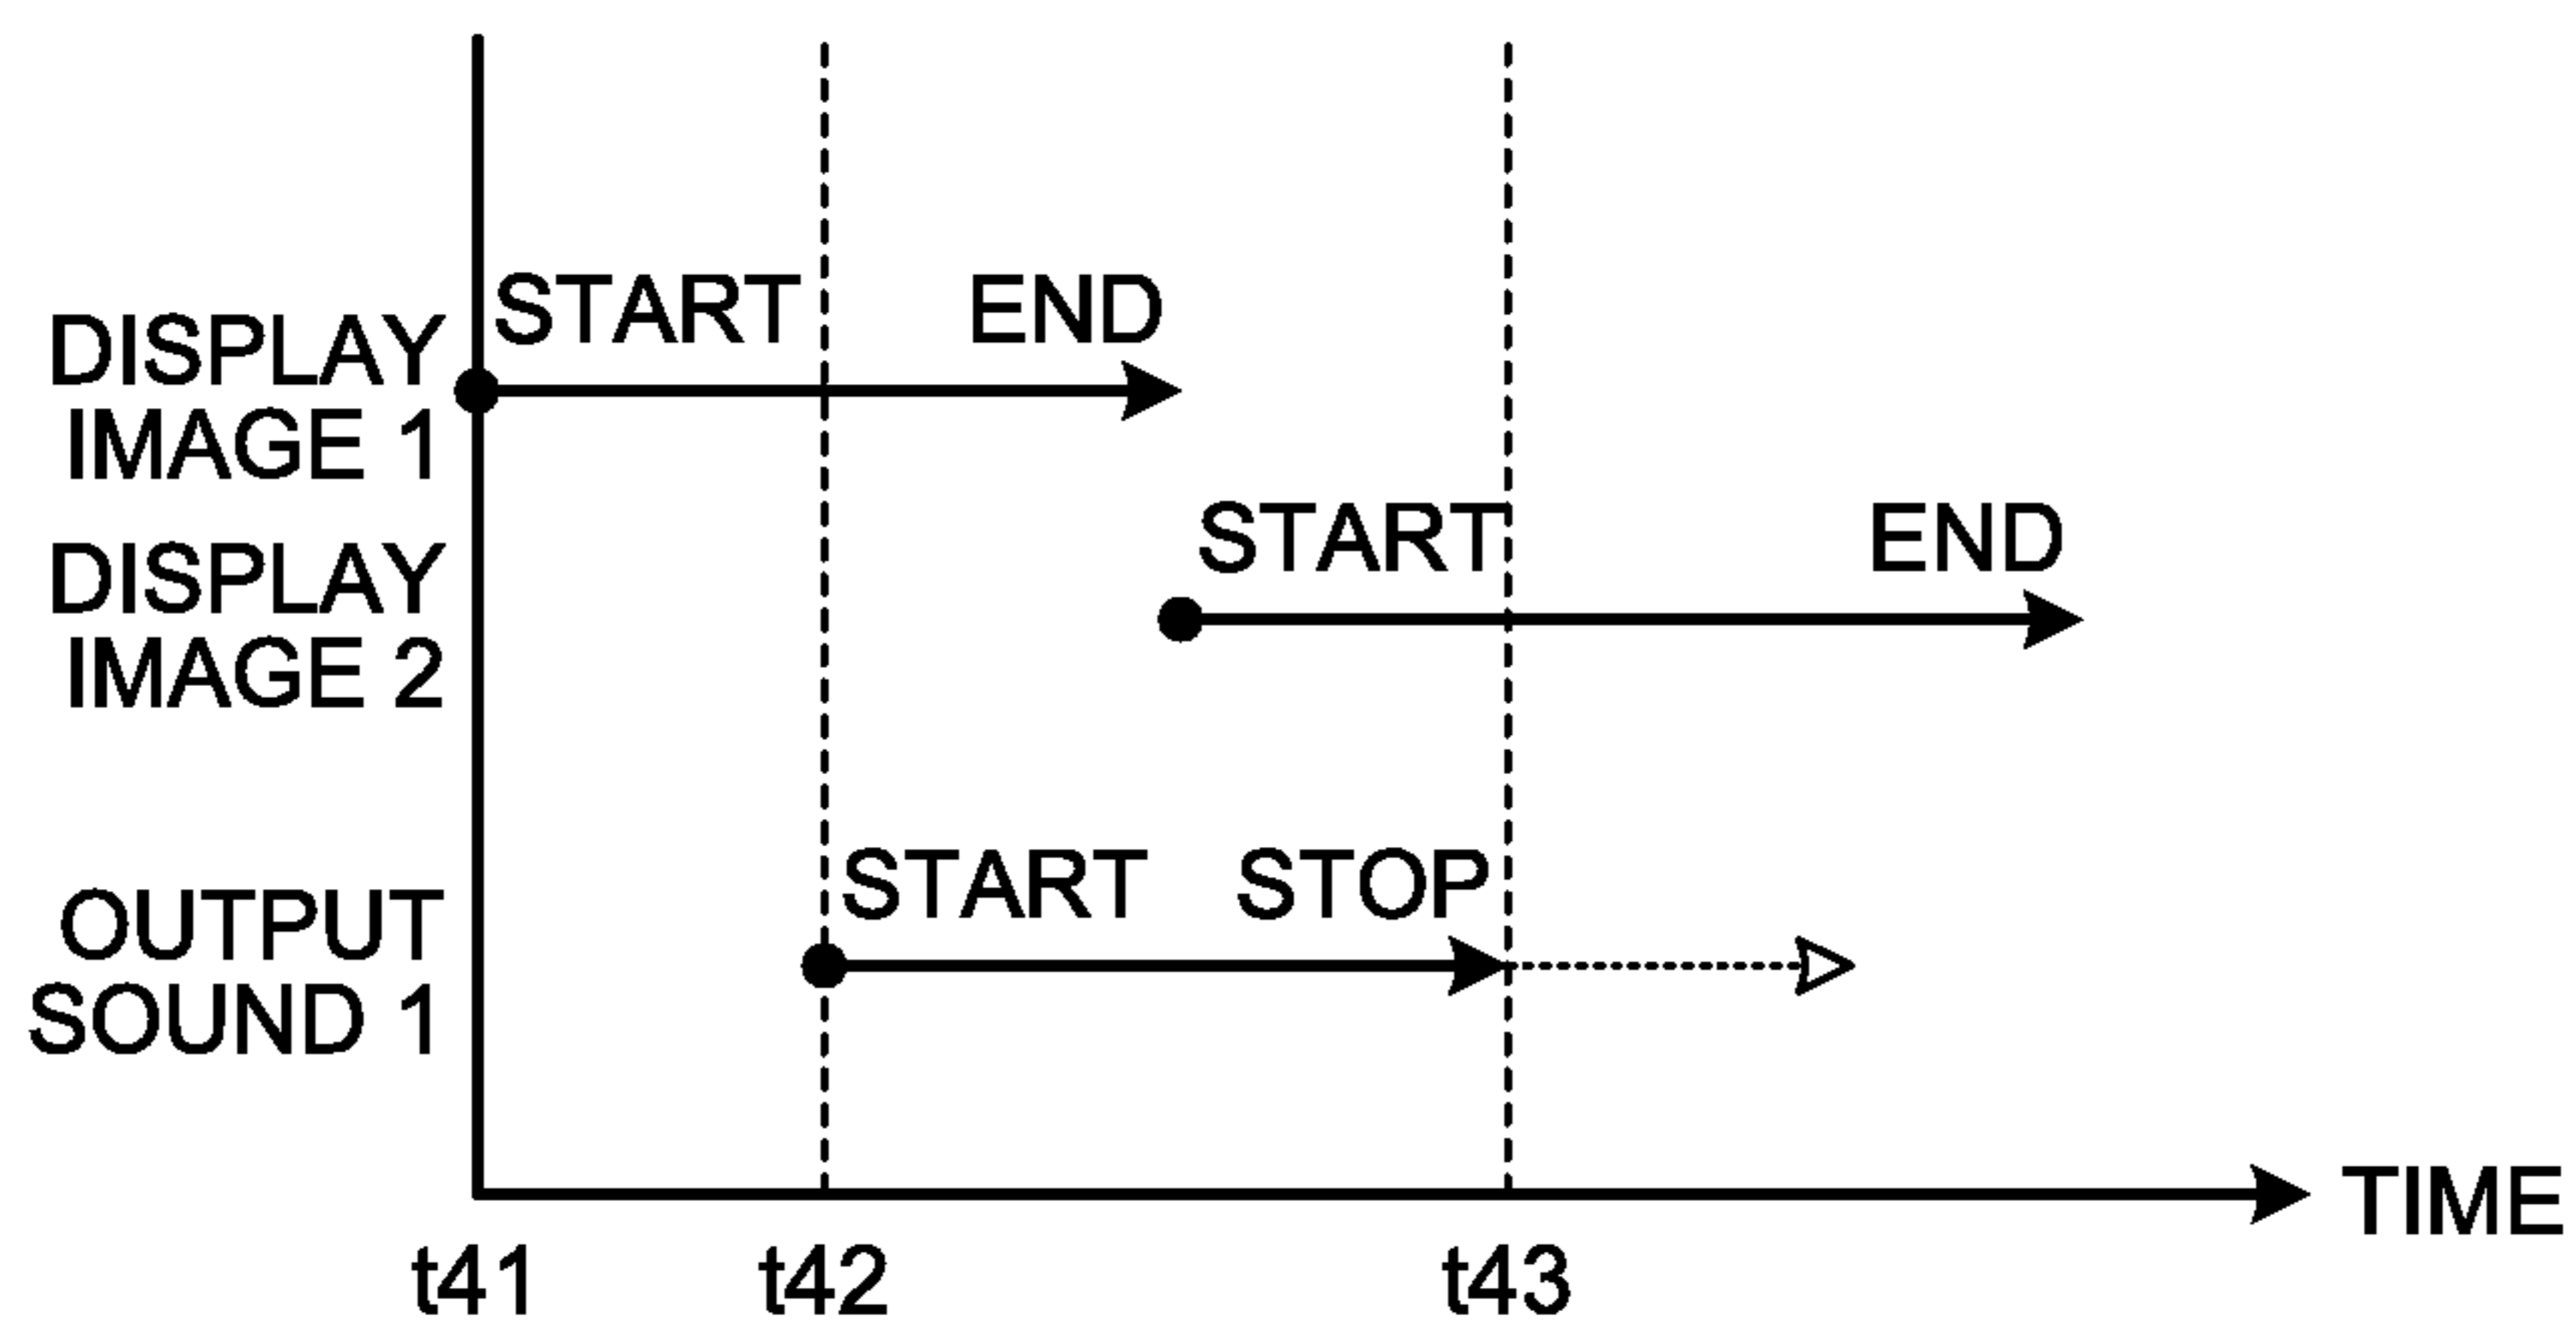 START END
DISPLAY
IMAGE 1
START END
DISPLAY
IMAGE 2
START STOP
OUTPUT
SOUND 1
TIME
t41 t42 t43